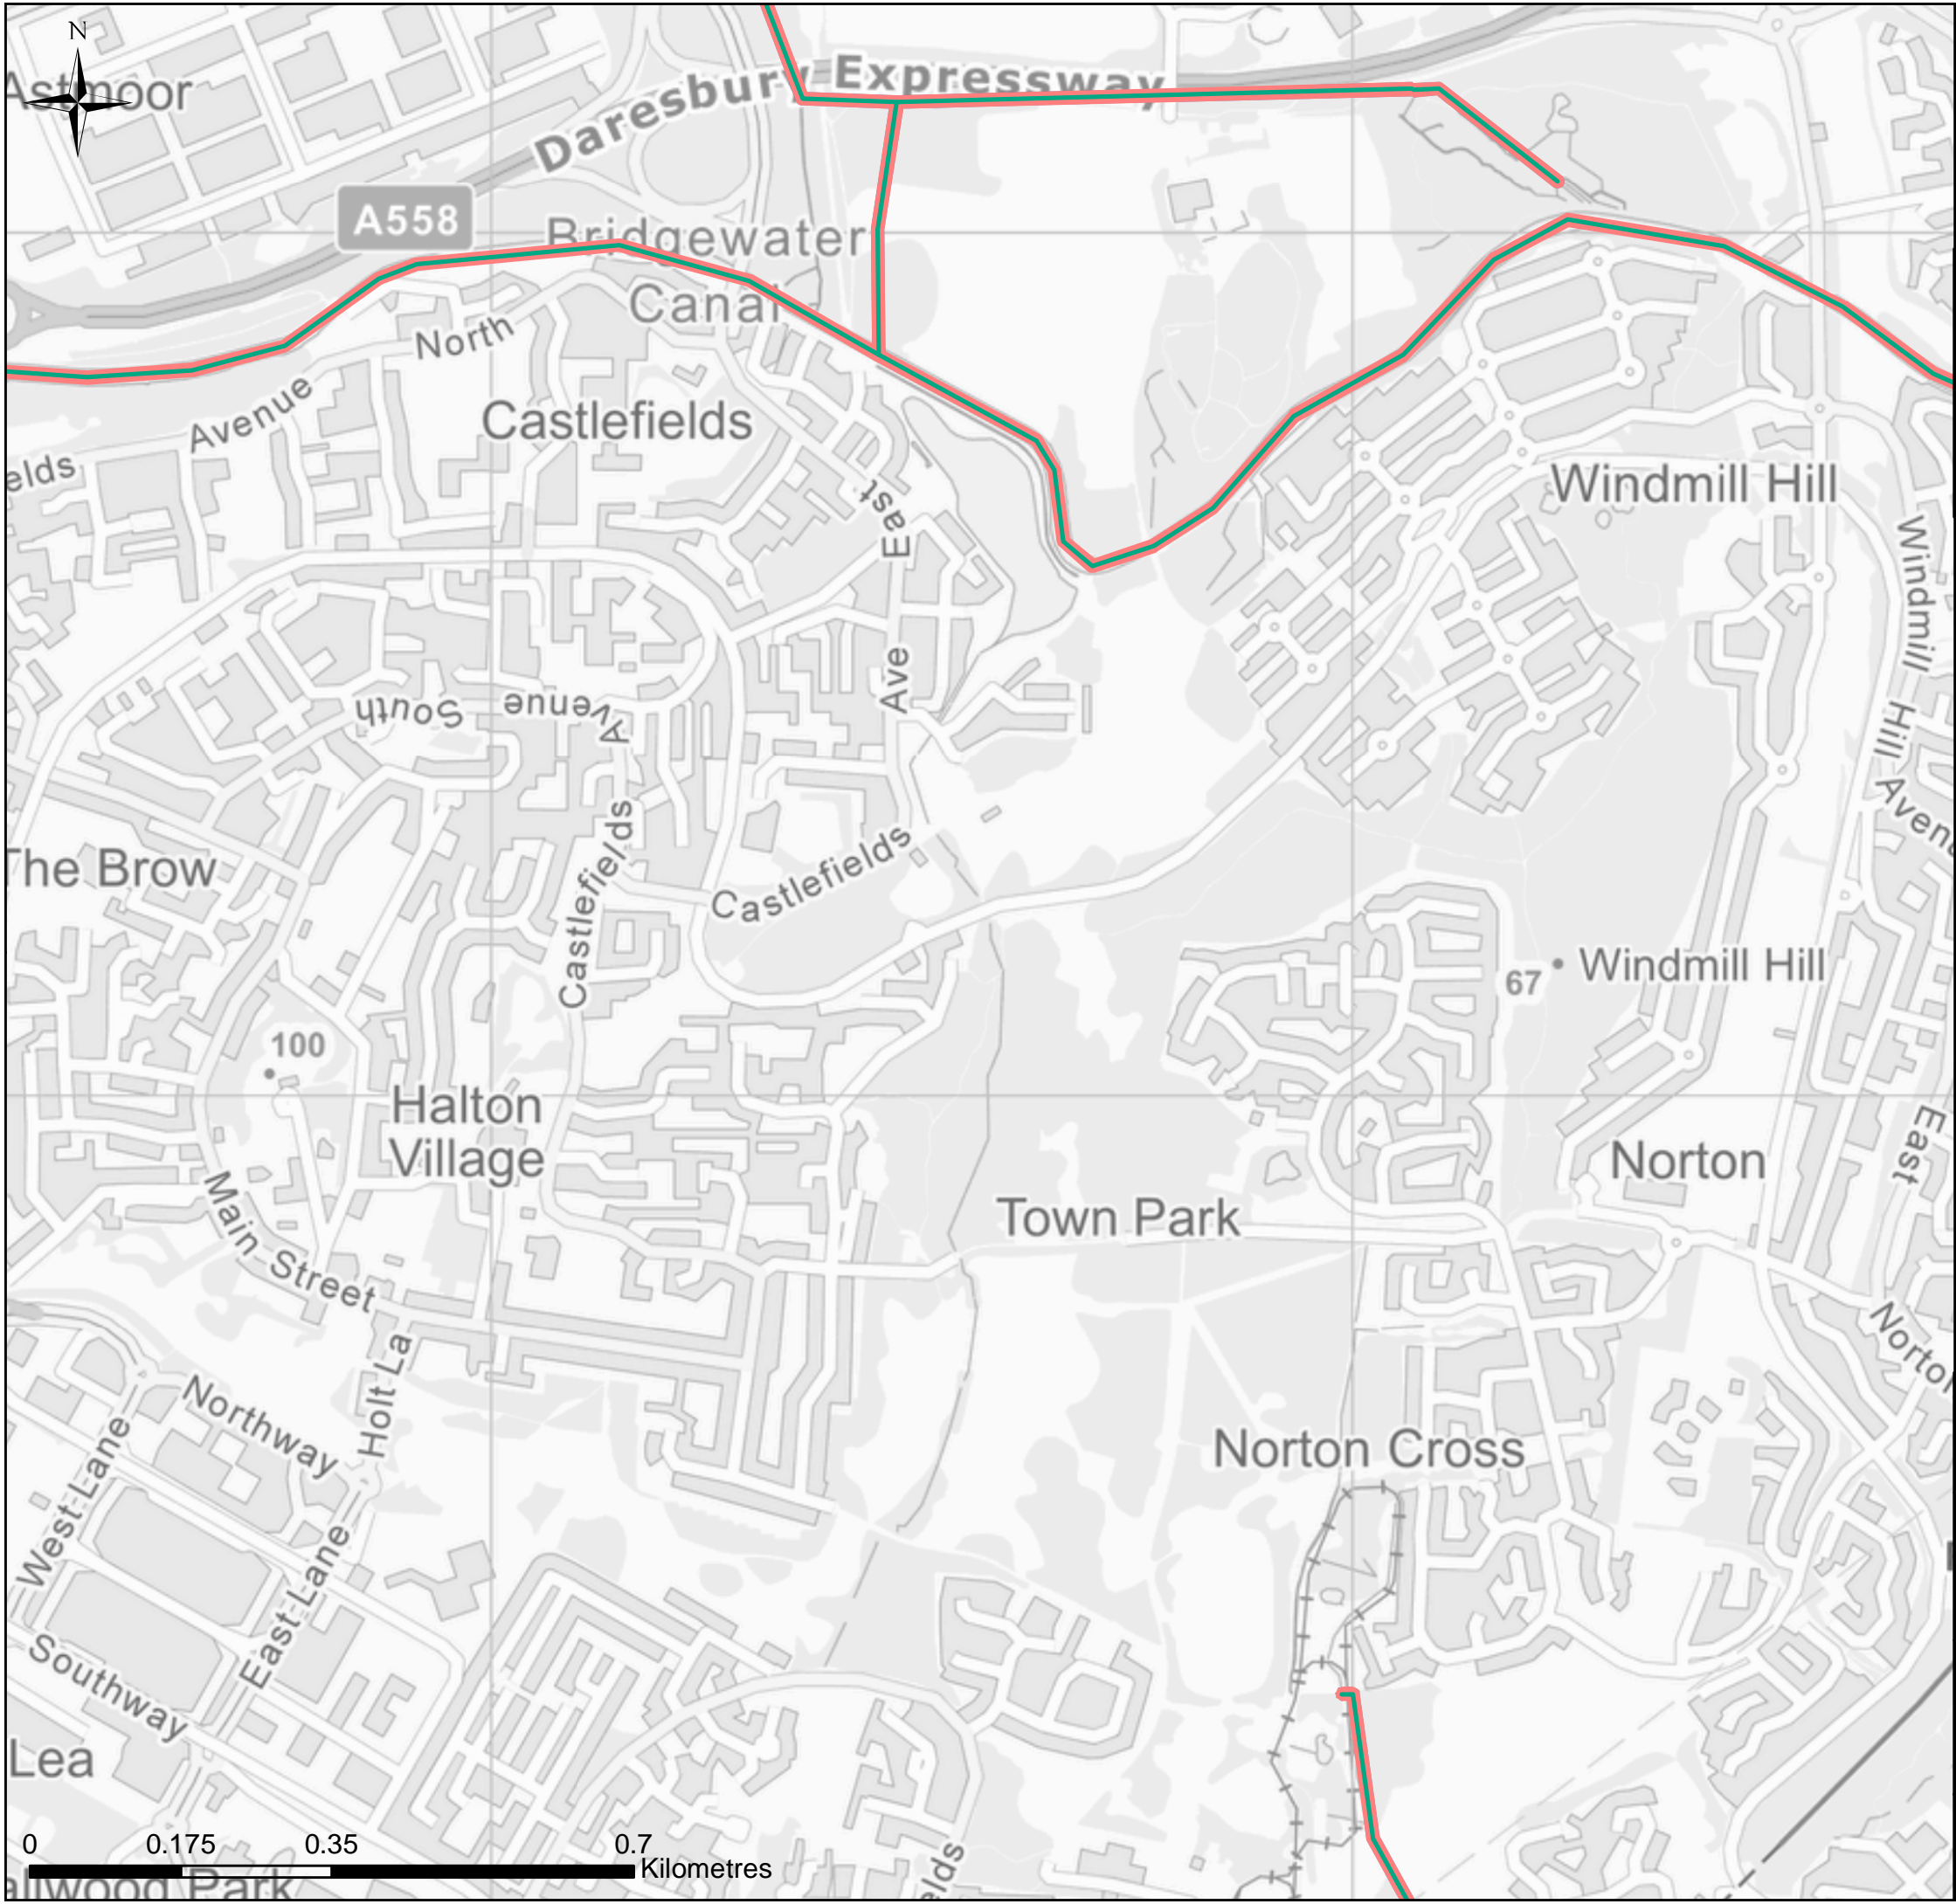 N
Astmoor
Daresbury Expressway
A558
Bridgewater
Canal
North
Avenue
elds
Castlefields
East
Ave
Windmill Hill
Windmill Hill Avenue
South Avenue
Castlefields
Castlefields
The Brow
67
Windmill Hill
100
Halton
Village
Norton
East
Town Park
Main Street
Holt La
Northway
Norton
Norton Cross
West Lane
East Lane
Southway
Lea
elds
allwood Park
0 0.175 0.35 0.7
Kilometres